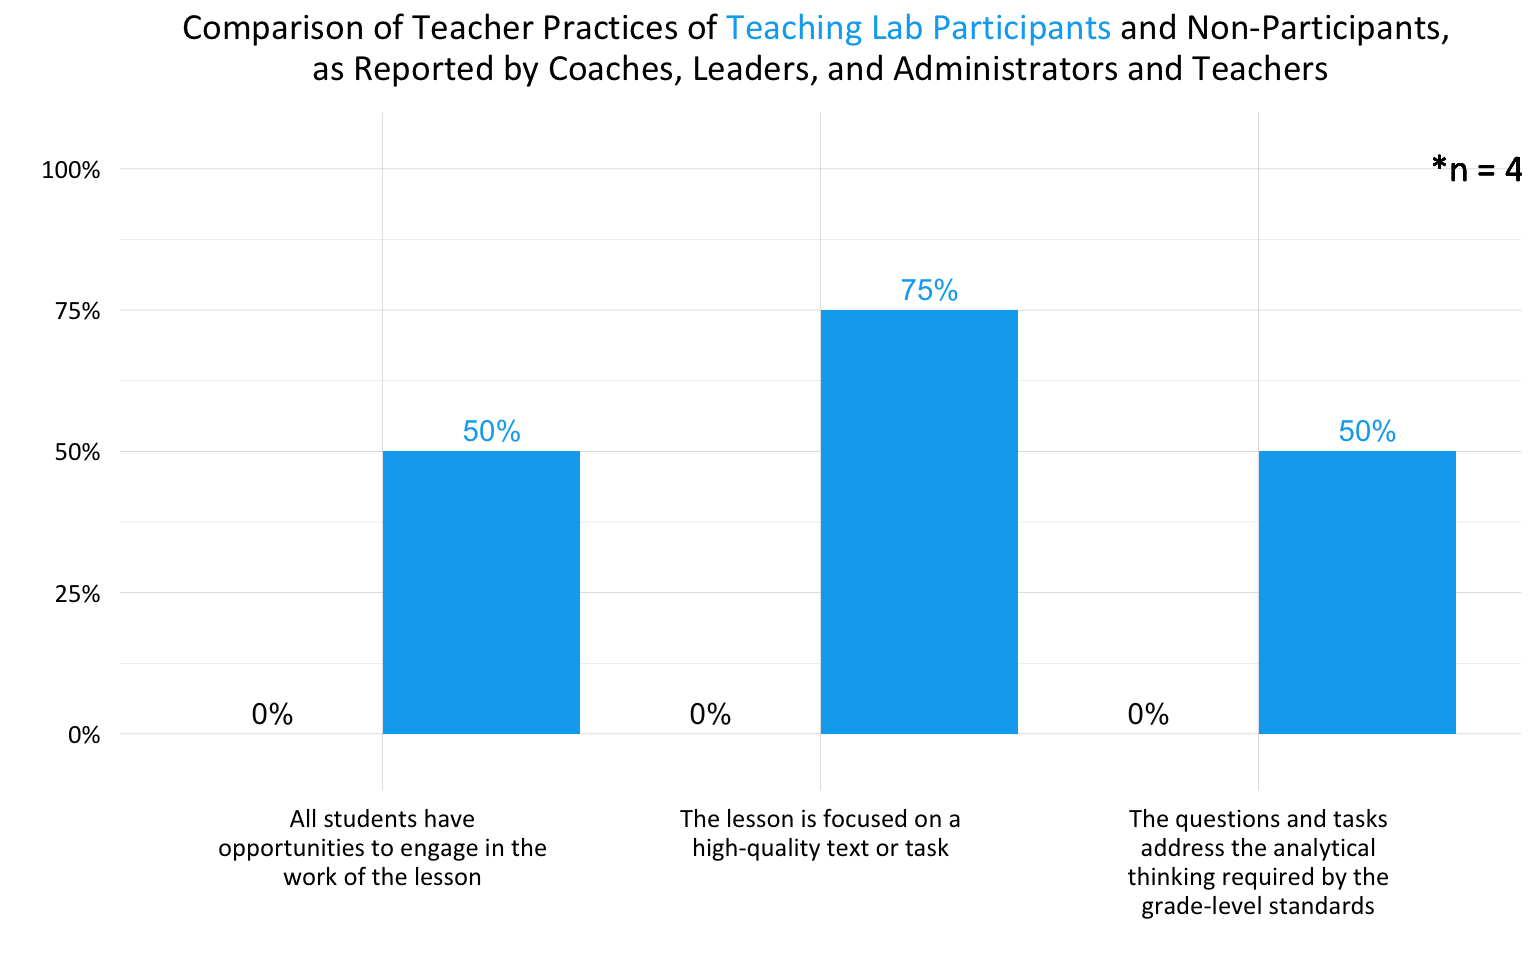 Comparison of Teacher Practices of Teaching Lab Participants and Non-Participants,
as Reported by Coaches, Leaders, and Administrators and Teachers
100%
*n = 4
75%
75%
50%
50%
50%
25%
0%
0%
0%
0%
All students have
opportunities to engage in the
work of the lesson
The lesson is focused on a
high-quality text or task
The questions and tasks
address the analytical
thinking required by the
grade-level standards